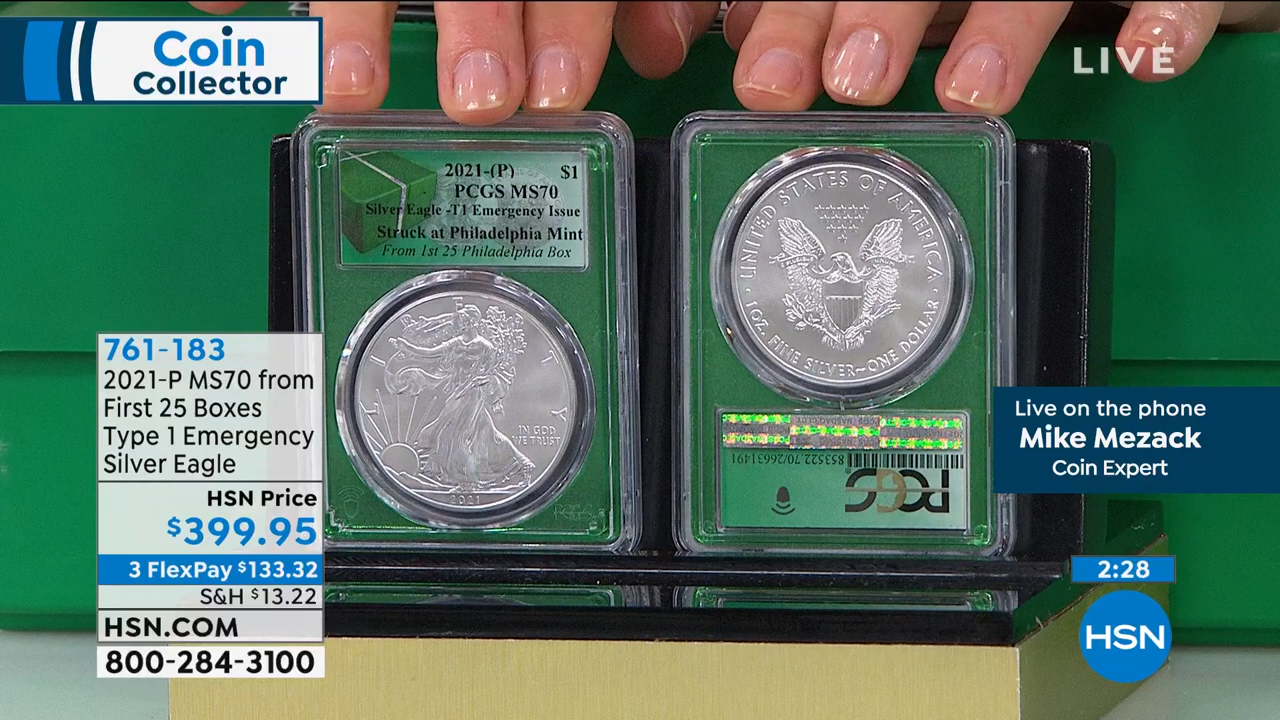 Coin
Collector
LIVE
2021-(P) $1
PCGS MS70
Silver Eagle -T1 Emergency Issue
Struck at Philadelphia Mint
From 1st 25 Philadelphia Box
LIBERTY
IN GOD
WE TRUST
2021
UNITED STATES OF AMERICA
1 OZ. FINE SILVER~ONE DOLLAR
853522.70/26631491
PCGS
761-183
2021-P MS70 from
First 25 Boxes
Type 1 Emergency
Silver Eagle
HSN Price
$399.95
3 FlexPay $133.32
S&H $13.22
HSN.COM
800-284-3100
Live on the phone
Mike Mezack
Coin Expert
2:28
HSN